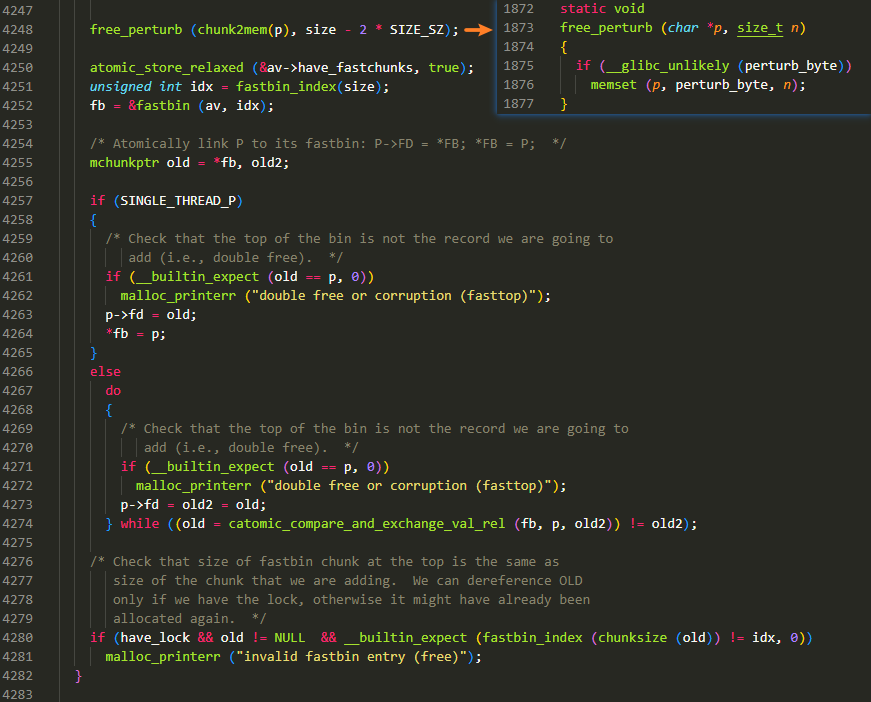 4247
4248 free_perturb (chunk2mem(p), size - 2 * SIZE_SZ);
4249
4250 atomic_store_relaxed (&av->have_fastchunks, true);
4251 unsigned int idx = fastbin_index(size);
4252 fb = &fastbin (av, idx);
4253
4254 /* Atomically link P to its fastbin: P->FD = *FB; *FB = P;  */
4255 mchunkptr old = *fb, old2;
4256
4257 if (SINGLE_THREAD_P)
4258 {
4259 /* Check that the top of the bin is not the record we are going to
4260 add (i.e., double free).  */
4261 if (__builtin_expect (old == p, 0))
4262 malloc_printerr ("double free or corruption (fasttop)");
4263 p->fd = old;
4264 *fb = p;
4265 }
4266 else
4267 do
4268 {
4269 /* Check that the top of the bin is not the record we are going to
4270 add (i.e., double free).  */
4271 if (__builtin_expect (old == p, 0))
4272 malloc_printerr ("double free or corruption (fasttop)");
4273 p->fd = old2 = old;
4274 } while ((old = catomic_compare_and_exchange_val_rel (fb, p, old2)) != old2);
4275
4276 /* Check that size of fastbin chunk at the top is the same as
4277 size of the chunk that we are adding.  We can dereference OLD
4278 only if we have the lock, otherwise it might have already been
4279 allocated again.  */
4280 if (have_lock && old != NULL  && __builtin_expect (fastbin_index (chunksize (old)) != idx, 0))
4281 malloc_printerr ("invalid fastbin entry (free)");
4282 }
4283
1872 static void
1873 free_perturb (char *p, size_t n)
1874 {
1875 if (__glibc_unlikely (perturb_byte))
1876 memset (p, perturb_byte, n);
1877 }